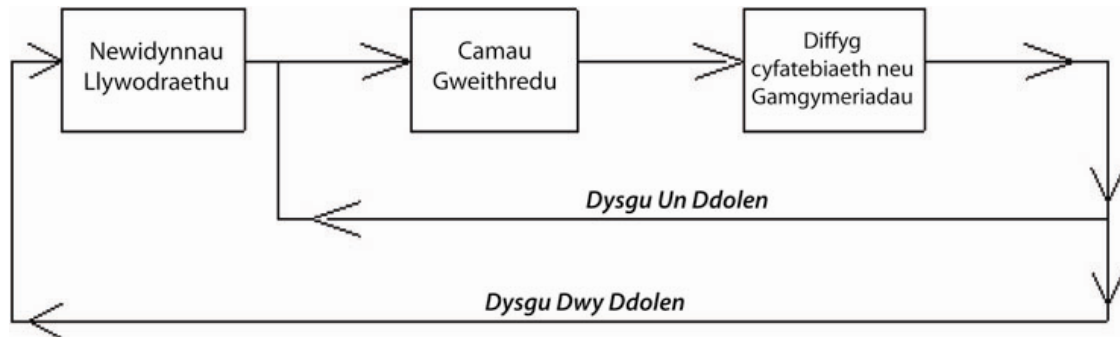 Newidynnau
Llywodraethu
Camau
Gweithredu
Diffyg
cyfatebiaeth neu
Gamgymeriadau
Dysgu Un Ddolen
Dysgu Dwy Ddolen